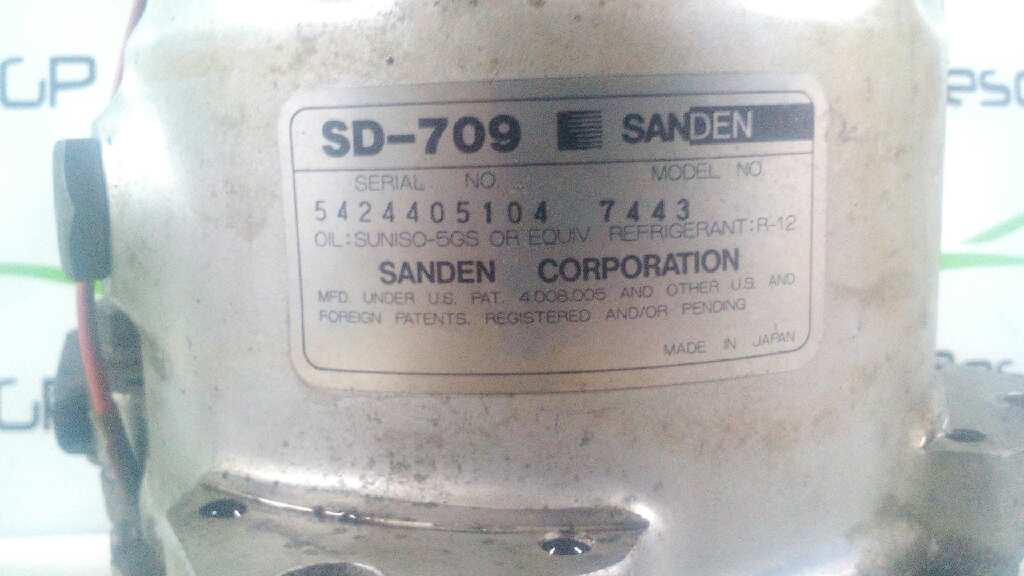 SD-709 SANDEN
SERIAL NO. MODEL NO.
5424405104 7443
OIL:SUNISO-5GS OR EQUIV. REFRIGERANT:R-12
SANDEN CORPORATION
MFD. UNDER U.S. PAT. 4.008.005 AND OTHER U.S. AND
FOREIGN PATENTS, REGISTERED AND/OR PENDING
MADE IN JAPAN